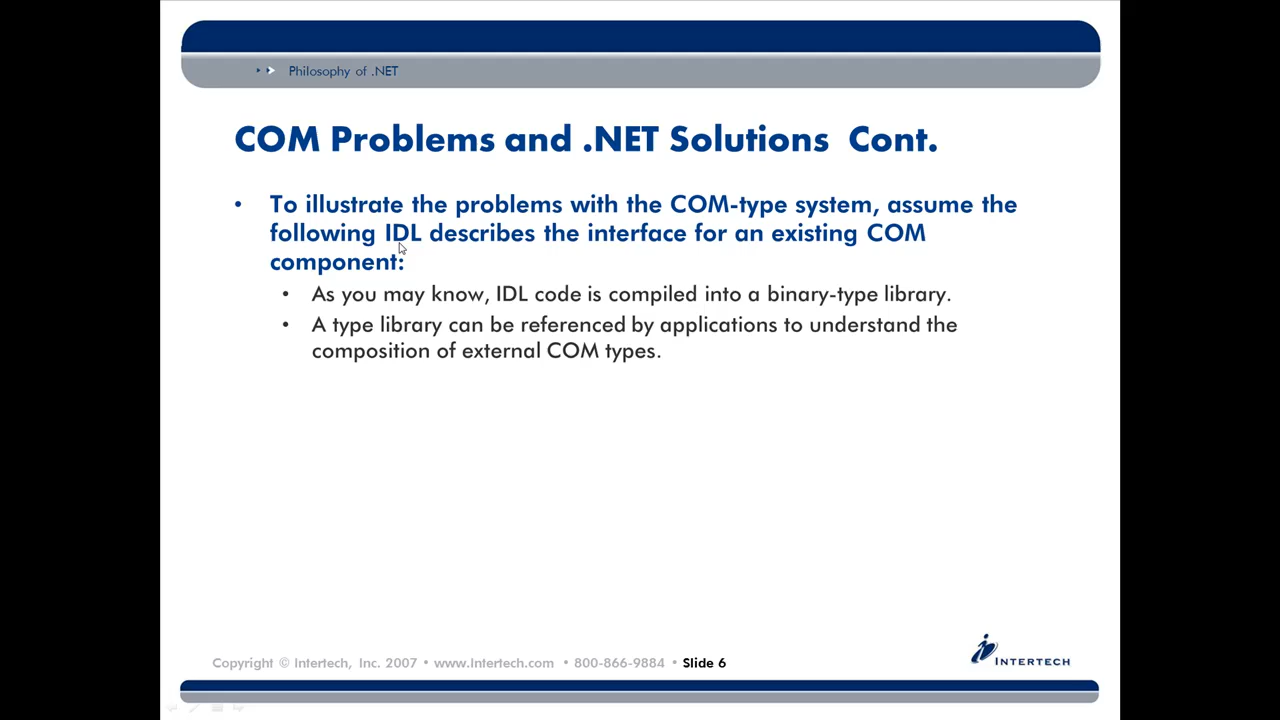 Philosophy of .NET
COM Problems and .NET Solutions Cont.
• To illustrate the problems with the COM-type system, assume the
following IDL describes the interface for an existing COM
component:
• As you may know, IDL code is compiled into a binary-type library.
• A type library can be referenced by applications to understand the
composition of external COM types.
Copyright © Intertech, Inc. 2007 • www.Intertech.com • 800-866-9884 • Slide 6
INTERTECH